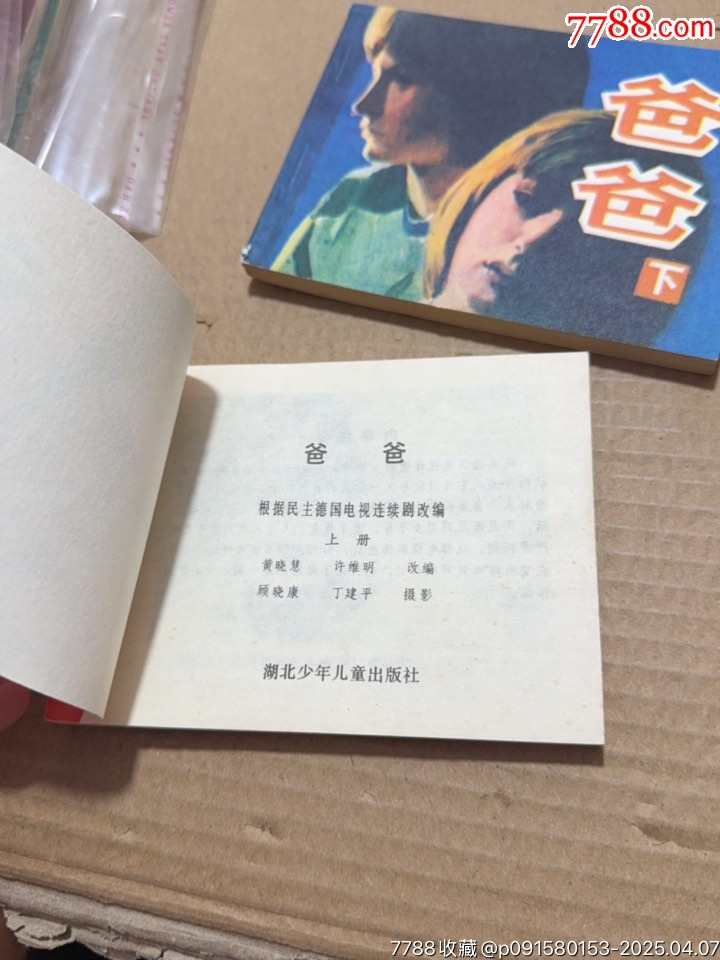 7788.com
爸
爸
下
爸 爸
根据民主德国电视连续剧改编
上 册
黄晓慧 许维明 改编
顾晓康 丁建平 摄影
湖北少年儿童出版社
7788收藏@p091580153-2025.04.07